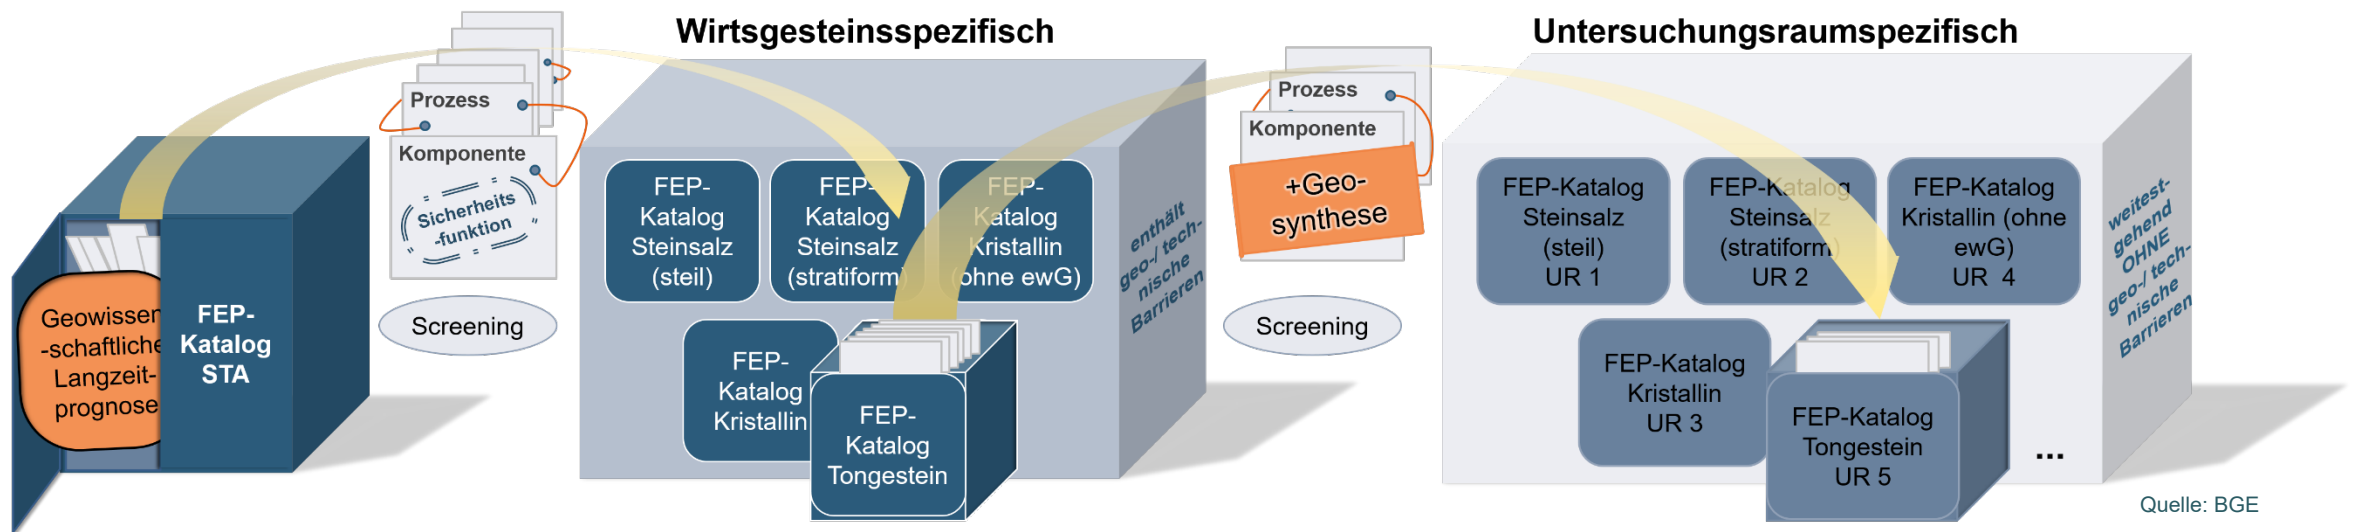 Wirtsgesteinsspezifisch
Untersuchungsraumspezifisch
Geowissen
-schaftliche
Langzeit-
prognose
FEP-
Katalog
STA
Prozess
Komponente
Sicherheits
-funktion
Screening
FEP-
Katalog
Steinsalz
(steil)
FEP-
Katalog
Steinsalz
(stratiform)
FEP-
Katalog
Kristallin
(ohne ewG)
FEP-
Katalog
Kristallin
FEP-
Katalog
Tongestein
enthält
geo-/ tech-
nische
Barrieren
Prozess
Komponente
+Geo-
synthese
Screening
FEP-Katalog
Steinsalz
(steil)
UR 1
FEP-Katalog
Steinsalz
(stratiform)
UR 2
FEP-Katalog
Kristallin (ohne
ewG)
UR 4
FEP-Katalog
Kristallin
UR 3
FEP-Katalog
Tongestein
UR 5
...
weitest-
gehend
OHNE
geo-/ tech-
nische
Barrieren
Quelle: BGE